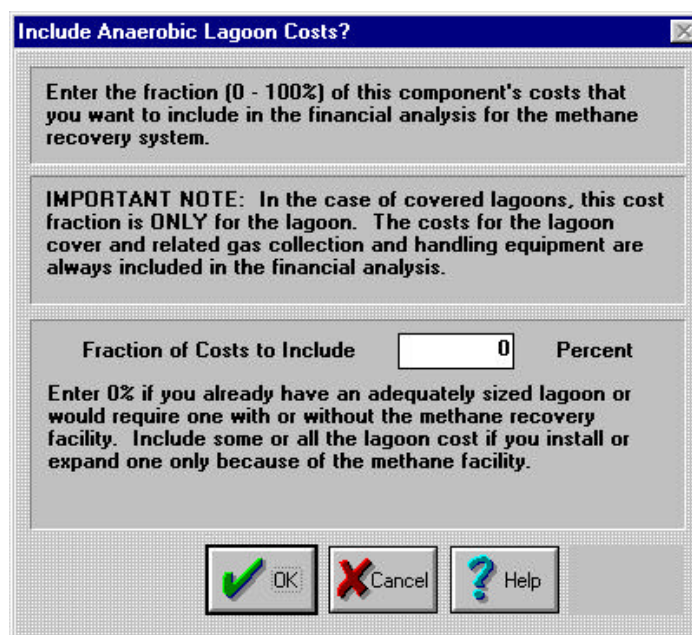 Include Anaerobic Lagoon Costs?
Enter the fraction (0 - 100%) of this component's costs that
you want to include in the financial analysis for the methane
recovery system.
IMPORTANT NOTE:  In the case of covered lagoons, this cost
fraction is ONLY for the lagoon.  The costs for the lagoon
cover and related gas collection and handling equipment are
always included in the financial analysis.
Fraction of Costs to Include 0 Percent
Enter 0% if you already have an adequately sized lagoon or
would require one with or without the methane recovery
facility.  Include some or all the lagoon cost if you install or
expand one only because of the methane facility.
OK Cancel Help